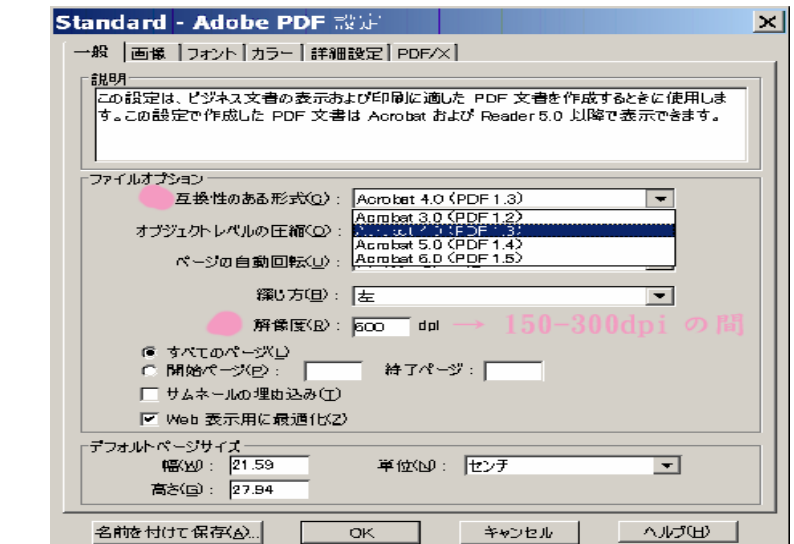 Standard - Adobe PDF 設定
一般 画像 フォント カラー 詳細設定 PDF/X
説明
この設定は、ビジネス文書の表示および印刷に適した PDF 文書を作成するときに使用しま
す。この設定で作成した PDF 文書は Acrobat および Reader 5.0 以降で表示できます。
ファイルオプション
互換性のある形式(C): Acrobat 4.0 (PDF 1.3)
Acrobat 3.0 (PDF 1.2)
オブジェクトレベルの圧縮(O): Acrobat 4.0 (PDF 1.3)
Acrobat 5.0 (PDF 1.4)
ページの自動回転(U): Acrobat 6.0 (PDF 1.5)
綴じ方(B): 左
解像度(R): 600 dpi → 150-300dpi の間
すべてのページ(L)
開始ページ(P): 終了ページ:
サムネールの埋め込み(T)
Web 表示用に最適化(Z)
デフォルトページサイズ
幅(W): 21.59 単位(N): センチ
高さ(G): 27.94
名前を付けて保存(A)... OK キャンセル ヘルプ(H)